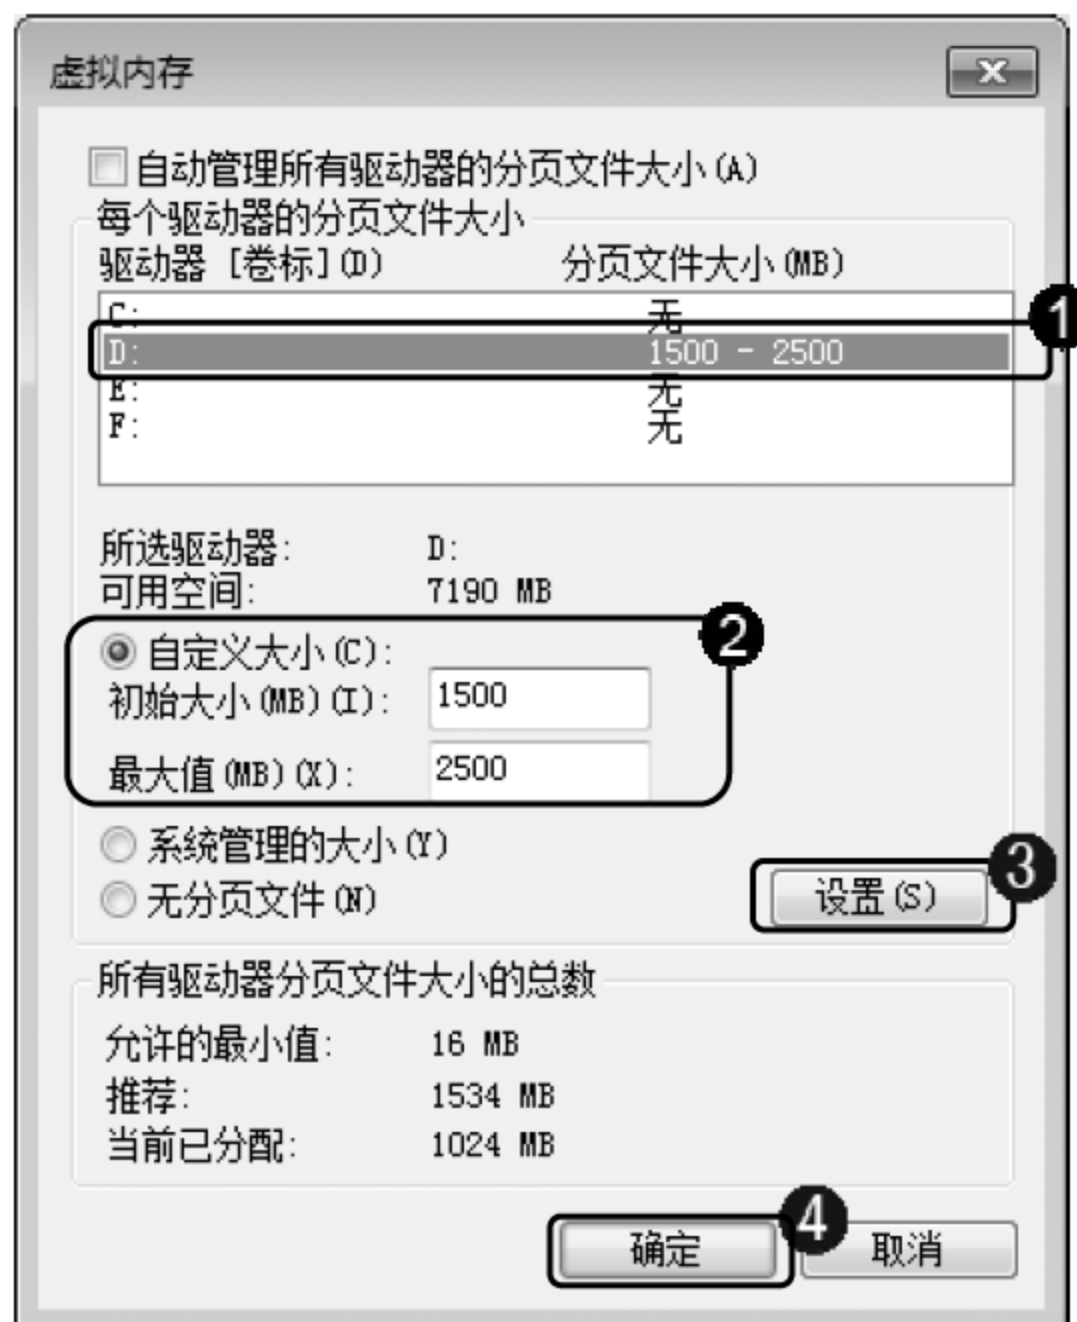 虚拟内存
自动管理所有驱动器的分页文件大小(A)
每个驱动器的分页文件大小
驱动器 [卷标](D) 分页文件大小(MB)
C: 无
1
D: 1500 - 2500
E: 无
F: 无
所选驱动器: D:
可用空间: 7190 MB
2
自定义大小(C):
初始大小(MB)(I): 1500
最大值(MB)(X): 2500
系统管理的大小(Y)
3
无分页文件(N) 设置(S)
所有驱动器分页文件大小的总数
允许的最小值: 16 MB
推荐: 1534 MB
当前已分配: 1024 MB
4
确定 取消